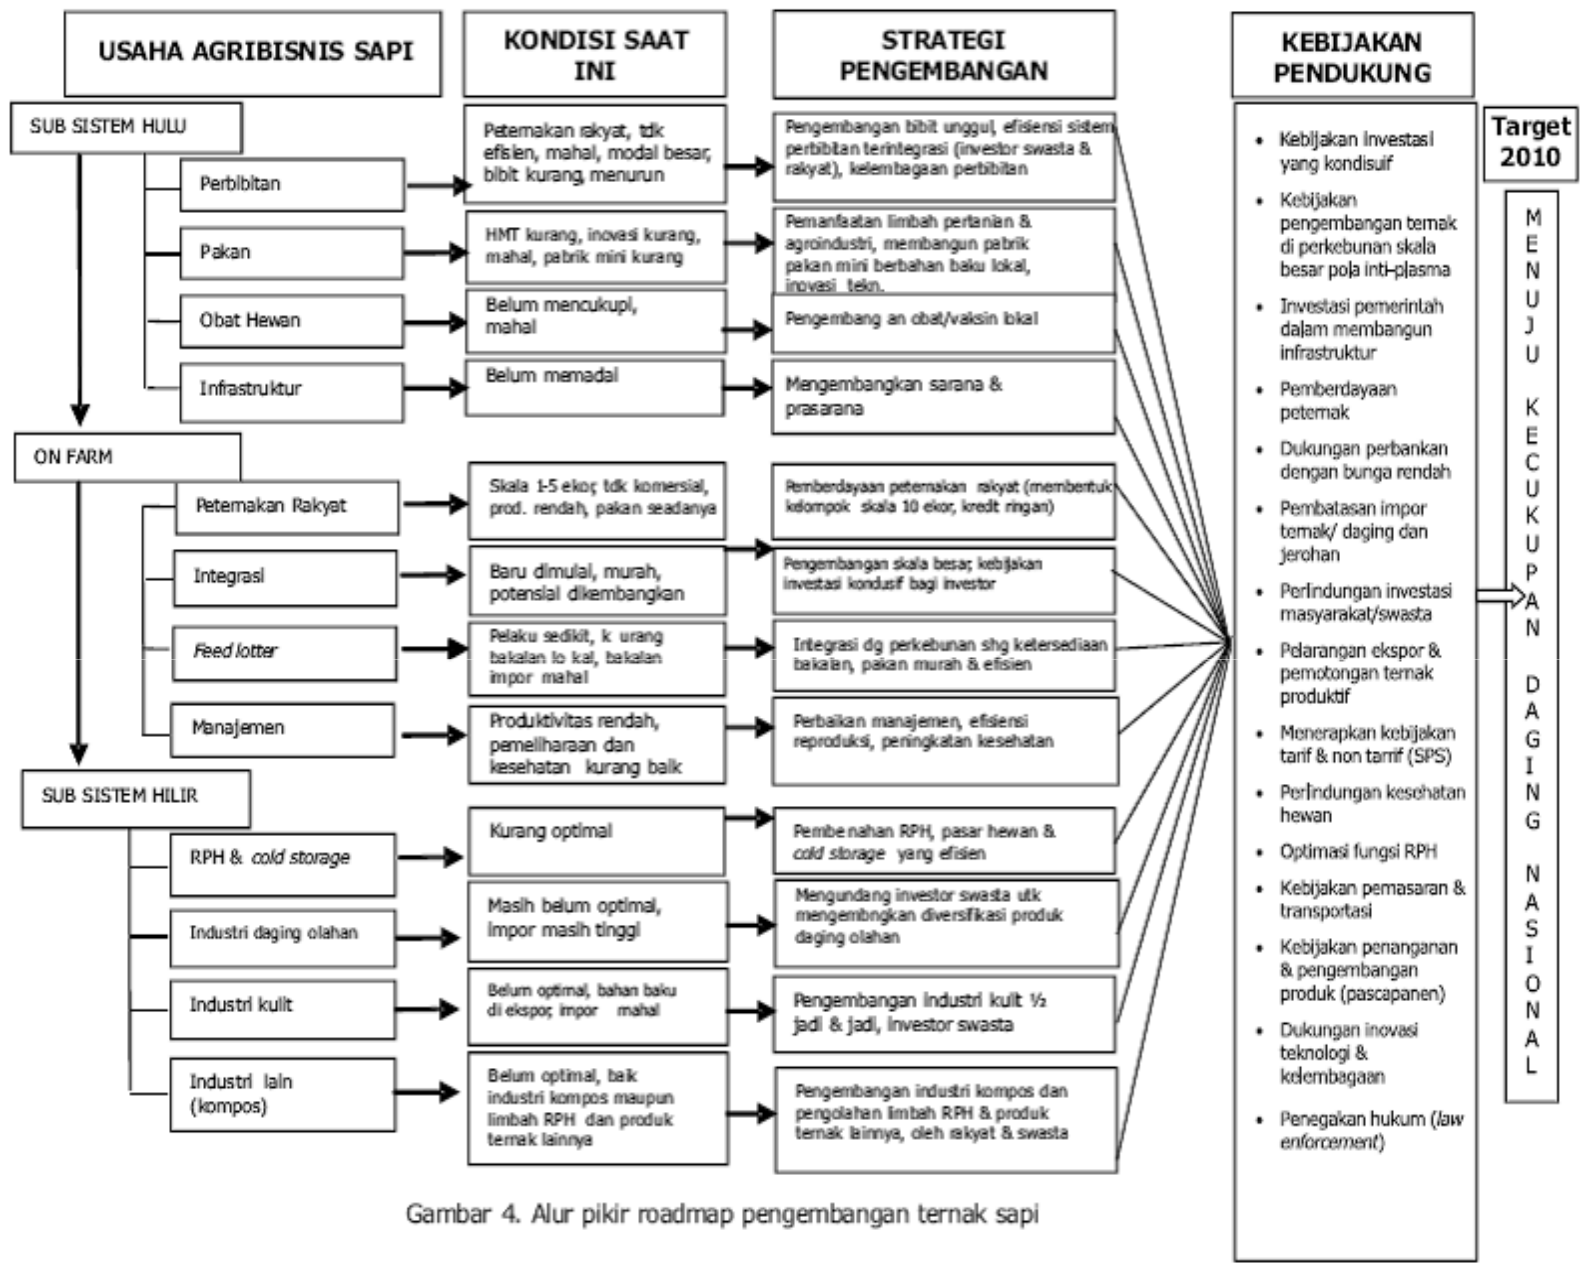 USAHA AGRIBISNIS SAPI
KONDISI SAAT
INI
STRATEGI
PENGEMBANGAN
KEBIJAKAN
PENDUKUNG
SUB SISTEM HULU
Perbibitan
Peternakan rakyat, tdk
efisien, mahal, modal besar,
bibit kurang, menurun
Pengembangan bibit unggul, efisiensi sistem
perbibitan terintegrasi (investor swasta &
rakyat), kelembagaan perbibitan
Pakan
HMT kurang, inovasi kurang,
mahal, pabrik mini kurang
Pemanfaatan limbah pertanian &
agroindustri, membangun pabrik
pakan mini berbahan baku lokal,
inovasi tekn.
Obat Hewan
Belum mencukupi,
mahal
Pengembang an obat/vaksin lokal
Infrastruktur
Belum memadai
Mengembangkan sarana &
prasarana
ON FARM
Peternakan Rakyat
Skala 1-5 ekor, tdk komersial,
prod. rendah, pakan seadanya
Pemberdayaan peternakan rakyat (membentuk
kelompok skala 10 ekor, kredit ringan)
Integrasi
Baru dimulai, murah,
potensial dikembangkan
Pengembangan skala besar, kebijakan
investasi kondusif bagi investor
Feed lotter
Pelaku sedikit, k urang
bakalan lo kal, bakalan
impor mahal
Integrasi dg perkebunan shg ketersediaan
bakalan, pakan murah & efisien
Manajemen
Produktivitas rendah,
pemeliharaan dan
kesehatan kurang baik
Perbaikan manajemen, efisiensi
reproduksi, peningkatan kesehatan
SUB SISTEM HILIR
RPH & cold storage
Kurang optimal
Pembe nahan RPH, pasar hewan &
cold storage yang efisien
Industri daging olahan
Masih belum optimal,
impor masih tinggi
Mengundang investor swasta utk
mengembngkan diversifikasi produk
daging olahan
Industri kulit
Belum optimal, bahan baku
di ekspor, impor mahal
Pengembangan industri kulit ½
jadi & jadi, investor swasta
Industri lain
(kompos)
Belum optimal, baik
industri kompos maupun
limbah RPH dan produk
ternak lainnya
Pengembangan industri kompos dan
pengolahan limbah RPH & produk
ternak lainnya, oleh rakyat & swasta
• Kebijakan investasi
yang kondisuif
• Kebijakan
pengembangan ternak
di perkebunan skala
besar pola inti-plasma
• Investasi pemerintah
dalam membangun
infrastruktur
• Pemberdayaan
peternak
• Dukungan perbankan
dengan bunga rendah
• Pembatasan impor
ternak/ daging dan
jerohan
• Perlindungan investasi
masyarakat/swasta
• Pelarangan ekspor &
pemotongan ternak
produktif
• Menerapkan kebijakan
tarif & non tarrif (SPS)
• Perlindungan kesehatan
hewan
• Optimasi fungsi RPH
• Kebijakan pemasaran &
transportasi
• Kebijakan penanganan
& pengembangan
produk (pascapanen)
• Dukungan inovasi
teknologi &
kelembagaan
• Penegakan hukum (law
enforcement)
Target
2010
MENUJU KECUKUPAN DAGING NASIONAL
Gambar 4. Alur pikir roadmap pengembangan ternak sapi